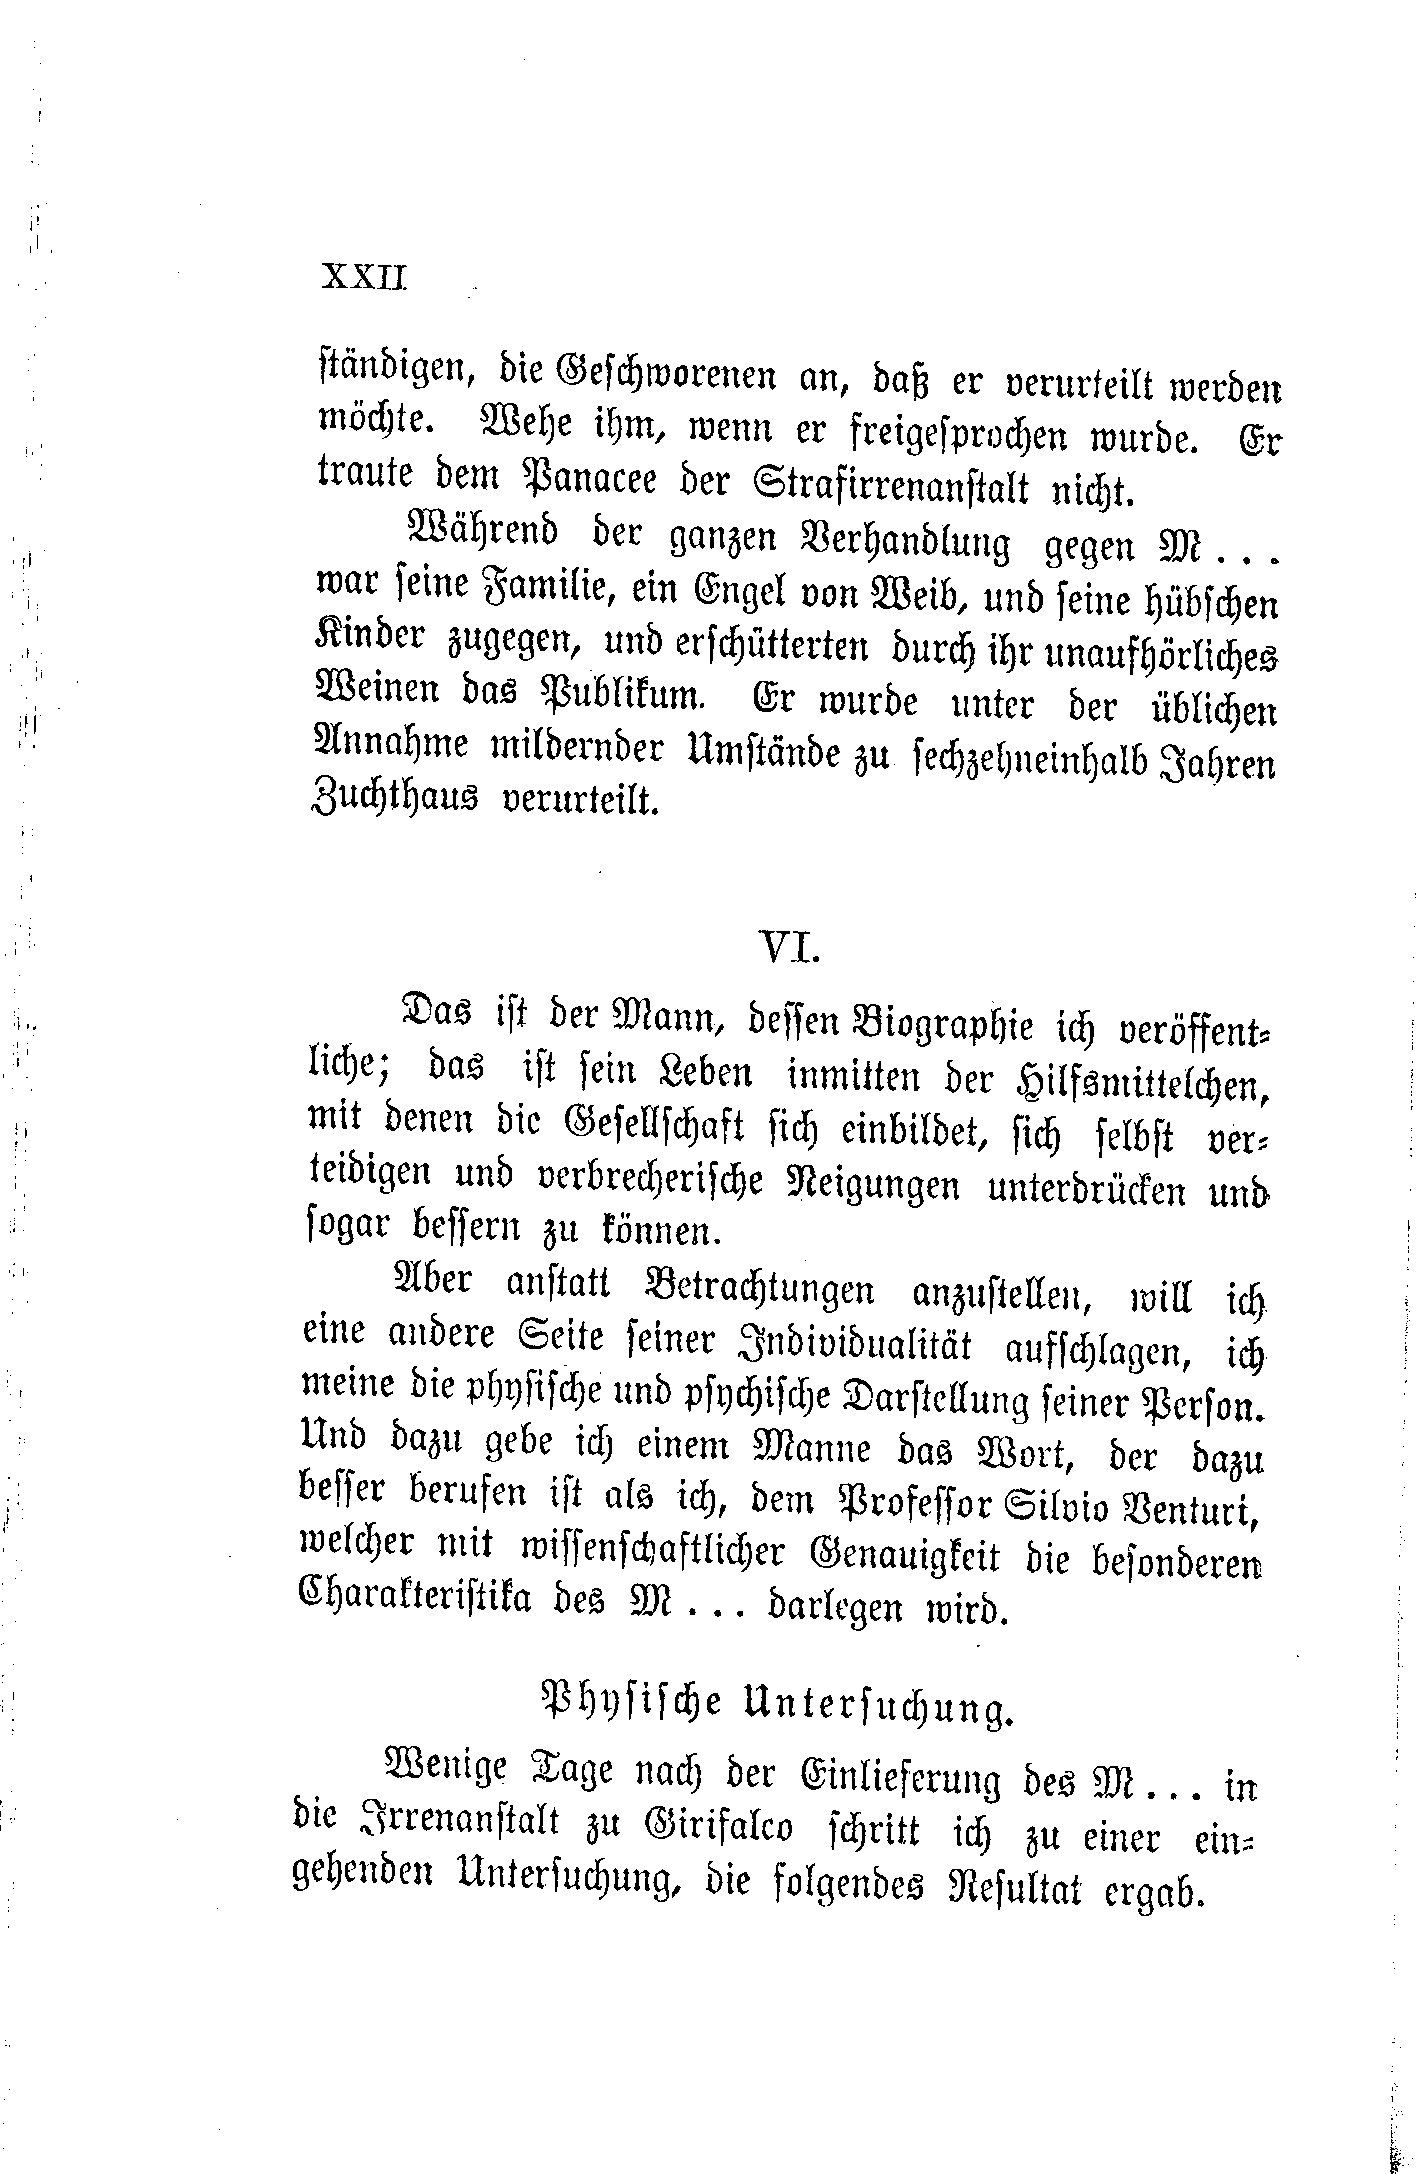 XXII
ständigen, die Geschworenen an, daß er verurteilt werden
möchte. Wehe ihm, wenn er freigesprochen wurde. Er
traute dem Panacee der Strafirrenanstalt nicht.
Während der ganzen Verhandlung gegen M . . .
war seine Familie, ein Engel von Weib, und seine hübschen
Kinder zugegen, und erschütterten durch ihr unaufhörliches
Weinen das Publikum. Er wurde unter der üblichen
Annahme mildernder Umstände zu sechzehneinhalb Jahren
Zuchthaus verurteilt.
VI.
Das ist der Mann, dessen Biographie ich veröffent-
liche; das ist sein Leben inmitten der Hilfsmittelchen,
mit denen die Gesellschaft sich einbildet, sich selbst ver-
teidigen und verbrecherische Neigungen unterdrücken und
sogar bessern zu können.
Aber anstatt Betrachtungen anzustellen, will ich
eine andere Seite seiner Individualität aufschlagen, ich
meine die physische und psychische Darstellung seiner Person.
Und dazu gebe ich einem Manne das Wort, der dazu
besser berufen ist als ich, dem Professor Silvio Venturi,
welcher mit wissenschaftlicher Genauigkeit die besonderen
Charakteristika des M . . . darlegen wird.
Physische Untersuchung.
Wenige Tage nach der Einlieferung des M . . . in
die Irrenanstalt zu Girifalco schritt ich zu einer ein-
gehenden Untersuchung, die folgendes Resultat ergab.